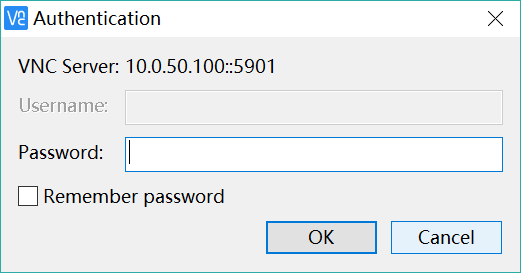 Authentication
VNC Server: 10.0.50.100::5901
Username:
Password:
Remember password
OK Cancel